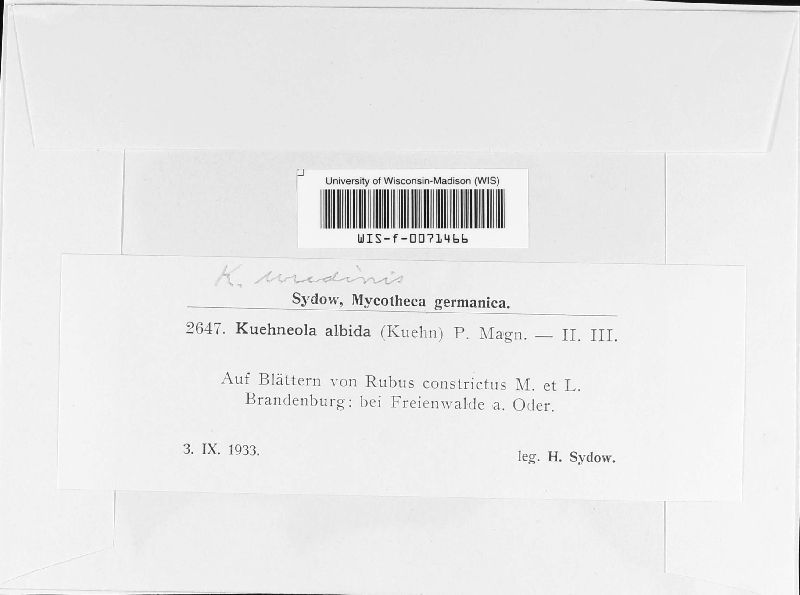 University of Wisconsin-Madison (WIS)
WIS-f-0071466
K. uredinis
Sydow, Mycotheca germanica.
2647. Kuehneola albida (Kuehn) P. Magn. — II. III.
Auf Blättern von Rubus constrictus M. et L.
Brandenburg: bei Freienwalde a. Oder.
3. IX. 1933.
leg. H. Sydow.